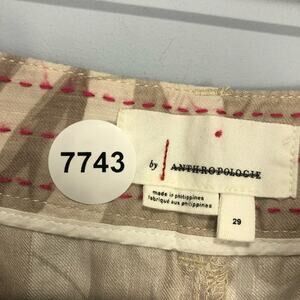 7743
by ANTHROPOLOGIE
made in philippines
fabriqué aux philippines
29